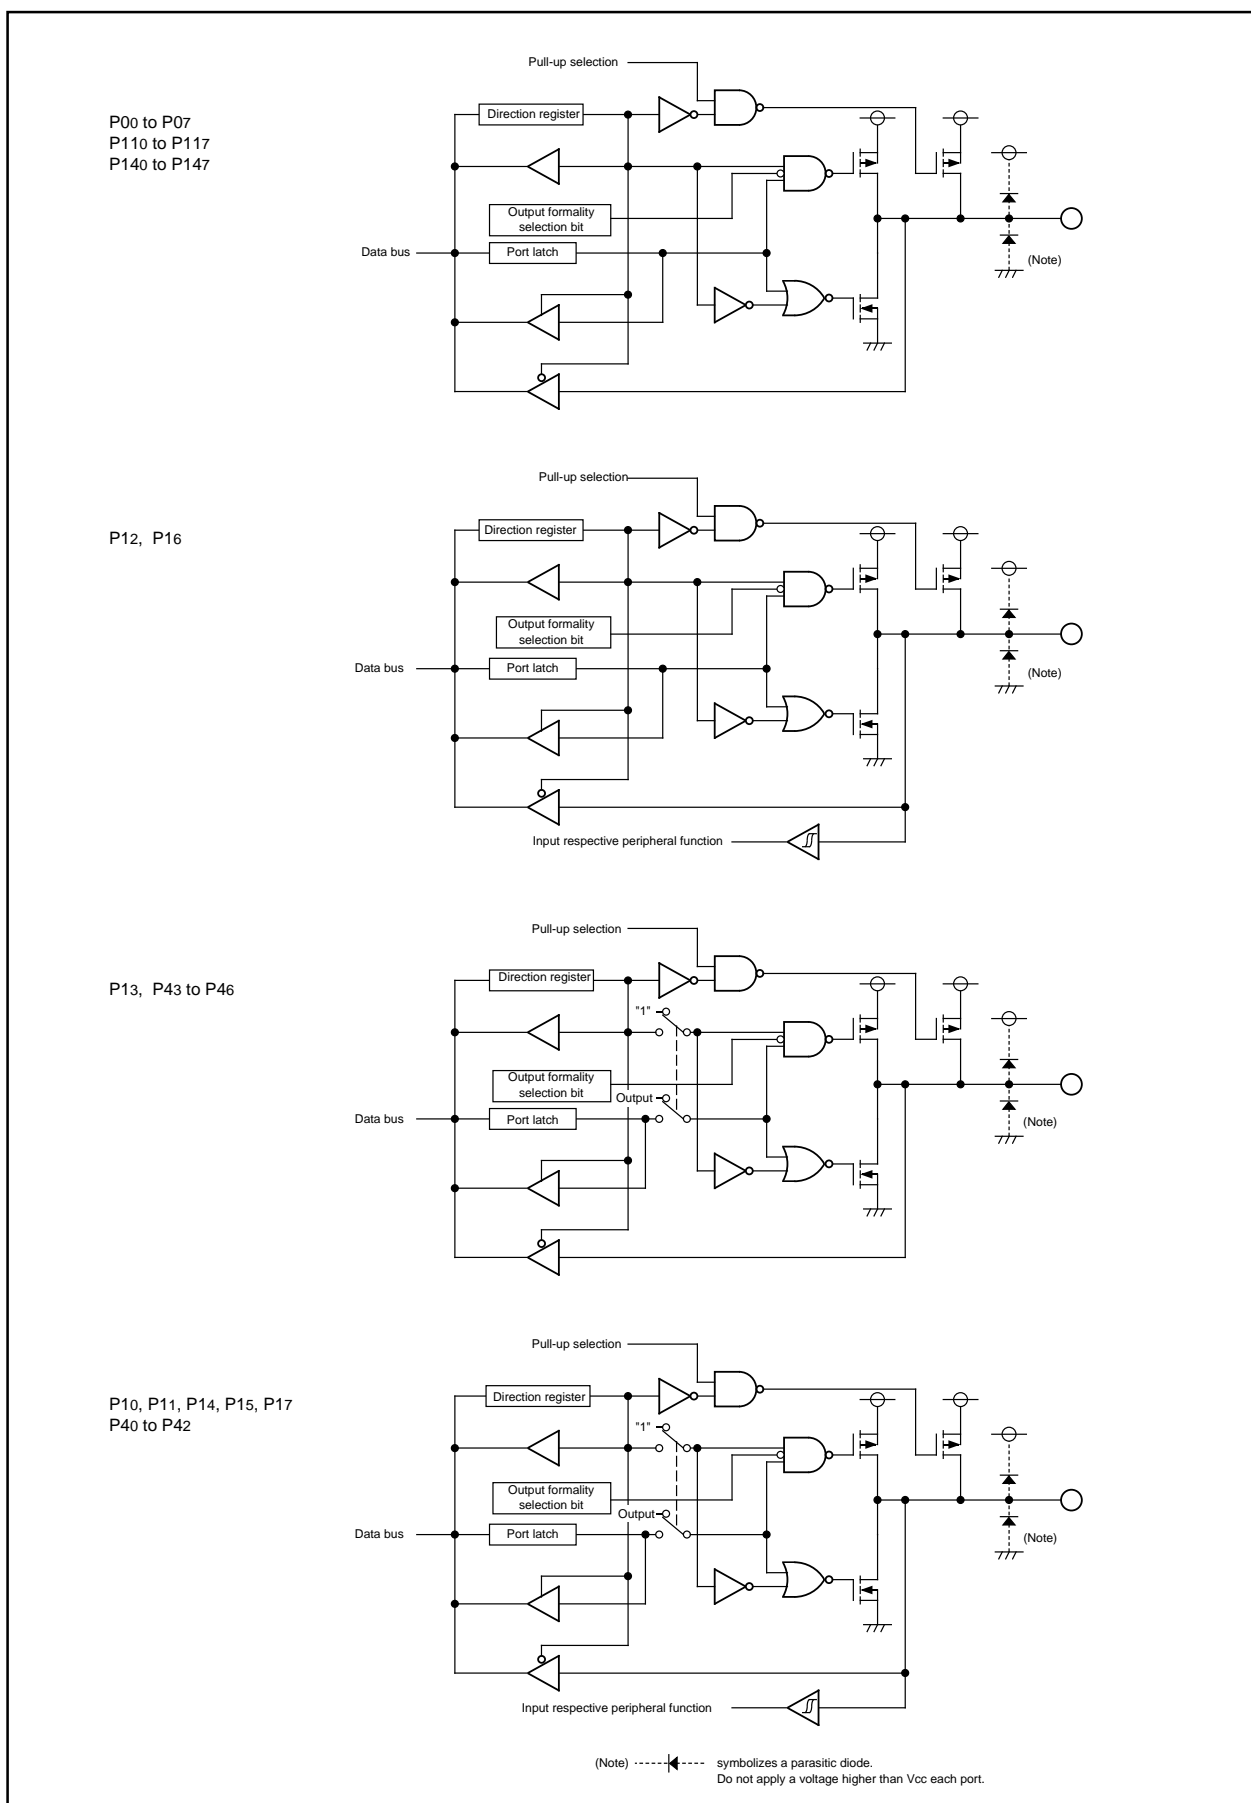 Pull-up selection
P00 to P07
P110 to P117
P140 to P147
Direction register
Output formality
selection bit
Data bus
Port latch
(Note)
Pull-up selection
P12, P16
Direction register
Output formality
selection bit
Data bus
Port latch
(Note)
Input respective peripheral function
Pull-up selection
P13, P43 to P46
Direction register
"1"
Output formality
selection bit
Output
Data bus
Port latch
(Note)
Pull-up selection
P10, P11, P14, P15, P17
P40 to P42
Direction register
"1"
Output formality
selection bit
Output
Data bus
Port latch
(Note)
Input respective peripheral function
(Note) symbolizes a parasitic diode.
Do not apply a voltage higher than Vcc each port.